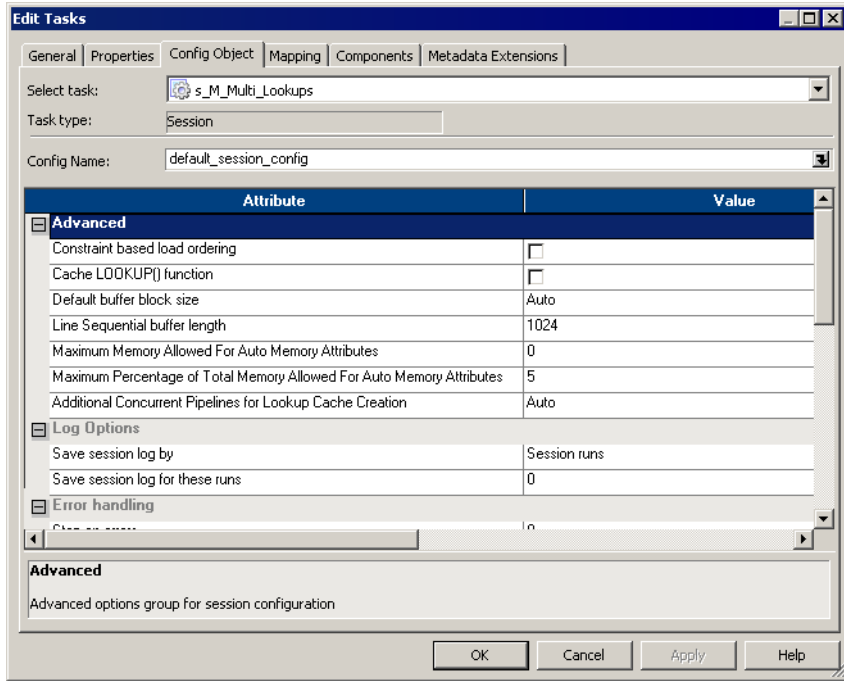 Edit Tasks
General Properties Config Object Mapping Components Metadata Extensions
Select task: s_M_Multi_Lookups
Task type: Session
Config Name: default_session_config
Attribute Value
Advanced
Constraint based load ordering
Cache LOOKUP() function
Default buffer block size Auto
Line Sequential buffer length 1024
Maximum Memory Allowed For Auto Memory Attributes 0
Maximum Percentage of Total Memory Allowed For Auto Memory Attributes 5
Additional Concurrent Pipelines for Lookup Cache Creation Auto
Log Options
Save session log by Session runs
Save session log for these runs 0
Error handling
Advanced
Advanced options group for session configuration
OK Cancel Apply Help